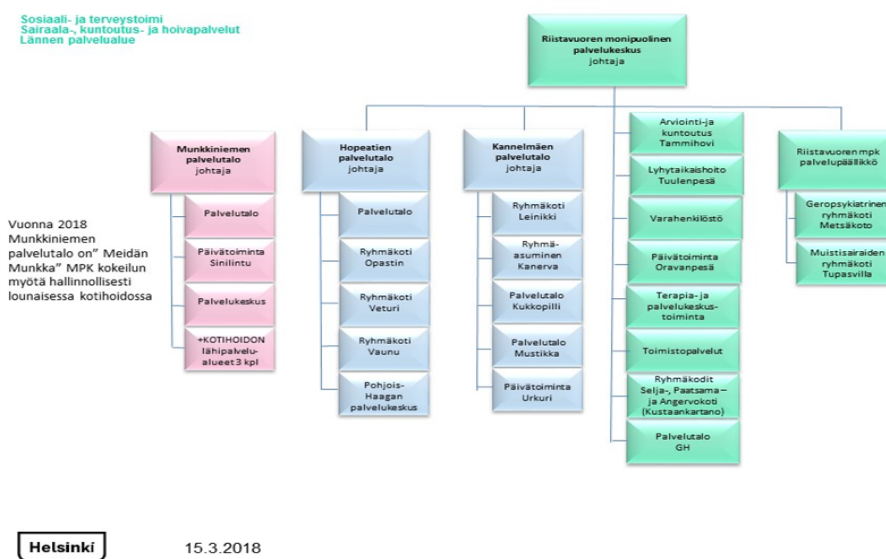 Sosiaali- ja terveystoimi
Sairaala-, kuntoutus- ja hoivapalvelut
Lännen palvelualue
Riistavuoren monipuolinen
palvelukeskus
johtaja
Munkkiniemen
palvelutalo
johtaja
Palvelutalo
Päivätoiminta
Sinilintu
Palvelukeskus
+KOTIHOIDON
lähipalvelu-
alueet 3 kpl
Vuonna 2018
Munkkiniemen
palvelutalo on” Meidän
Munkka” MPK kokeilun
myötä hallinnollisesti
lounaisessa kotihoidossa
Hopeatien
palvelutalo
johtaja
Palvelutalo
Ryhmäkoti
Opastin
Ryhmäkoti
Veturi
Ryhmäkoti
Vaunu
Pohjois-
Haagan
palvelukeskus
Kannelmäen
palvelutalo
johtaja
Ryhmäkoti
Leinikki
Ryhmä-
asuminen
Kanerva
Palvelutalo
Kukkopilli
Palvelutalo
Mustikka
Päivätoiminta
Urkuri
Arviointi-ja
kuntoutus
Tammihovi
Lyhytaikaishoito
Tuulenpesä
Varahenkilöstö
Päivätoiminta
Oravanpesä
Terapia- ja
palvelukeskus-
toiminta
Toimistopalvelut
Ryhmäkodit
Selja-, Paatsama–
ja Angervokoti
(Kustaankartano)
Palvelutalo
GH
Riistavuoren mpk
palvelupäällikkö
Geropsykiatrinen
ryhmäkoti
Metsäkoto
Muistisairaiden
ryhmäkoti
Tupasvilla
Helsinki
15.3.2018